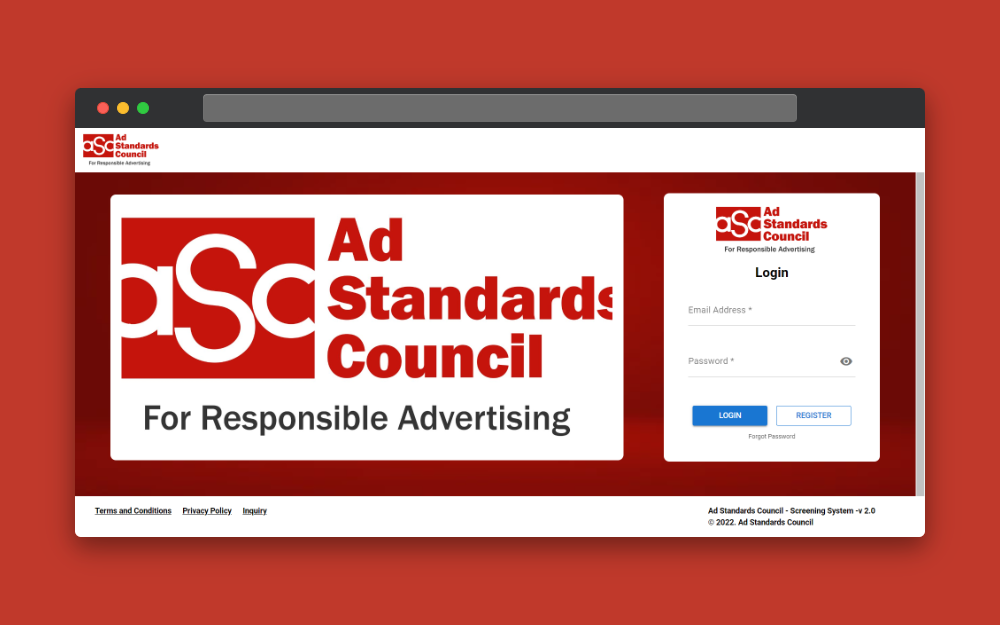 aSc
Ad
Standards
Council
For Responsible Advertising
aSc
Ad
Standards
Council
For Responsible Advertising
aSc
Ad
Standards
Council
For Responsible Advertising
Login
Email Address *
Password *
LOGIN REGISTER
Forgot Password
Terms and Conditions Privacy Policy Inquiry
Ad Standards Council - Screening System -v 2.0
© 2022. Ad Standards Council